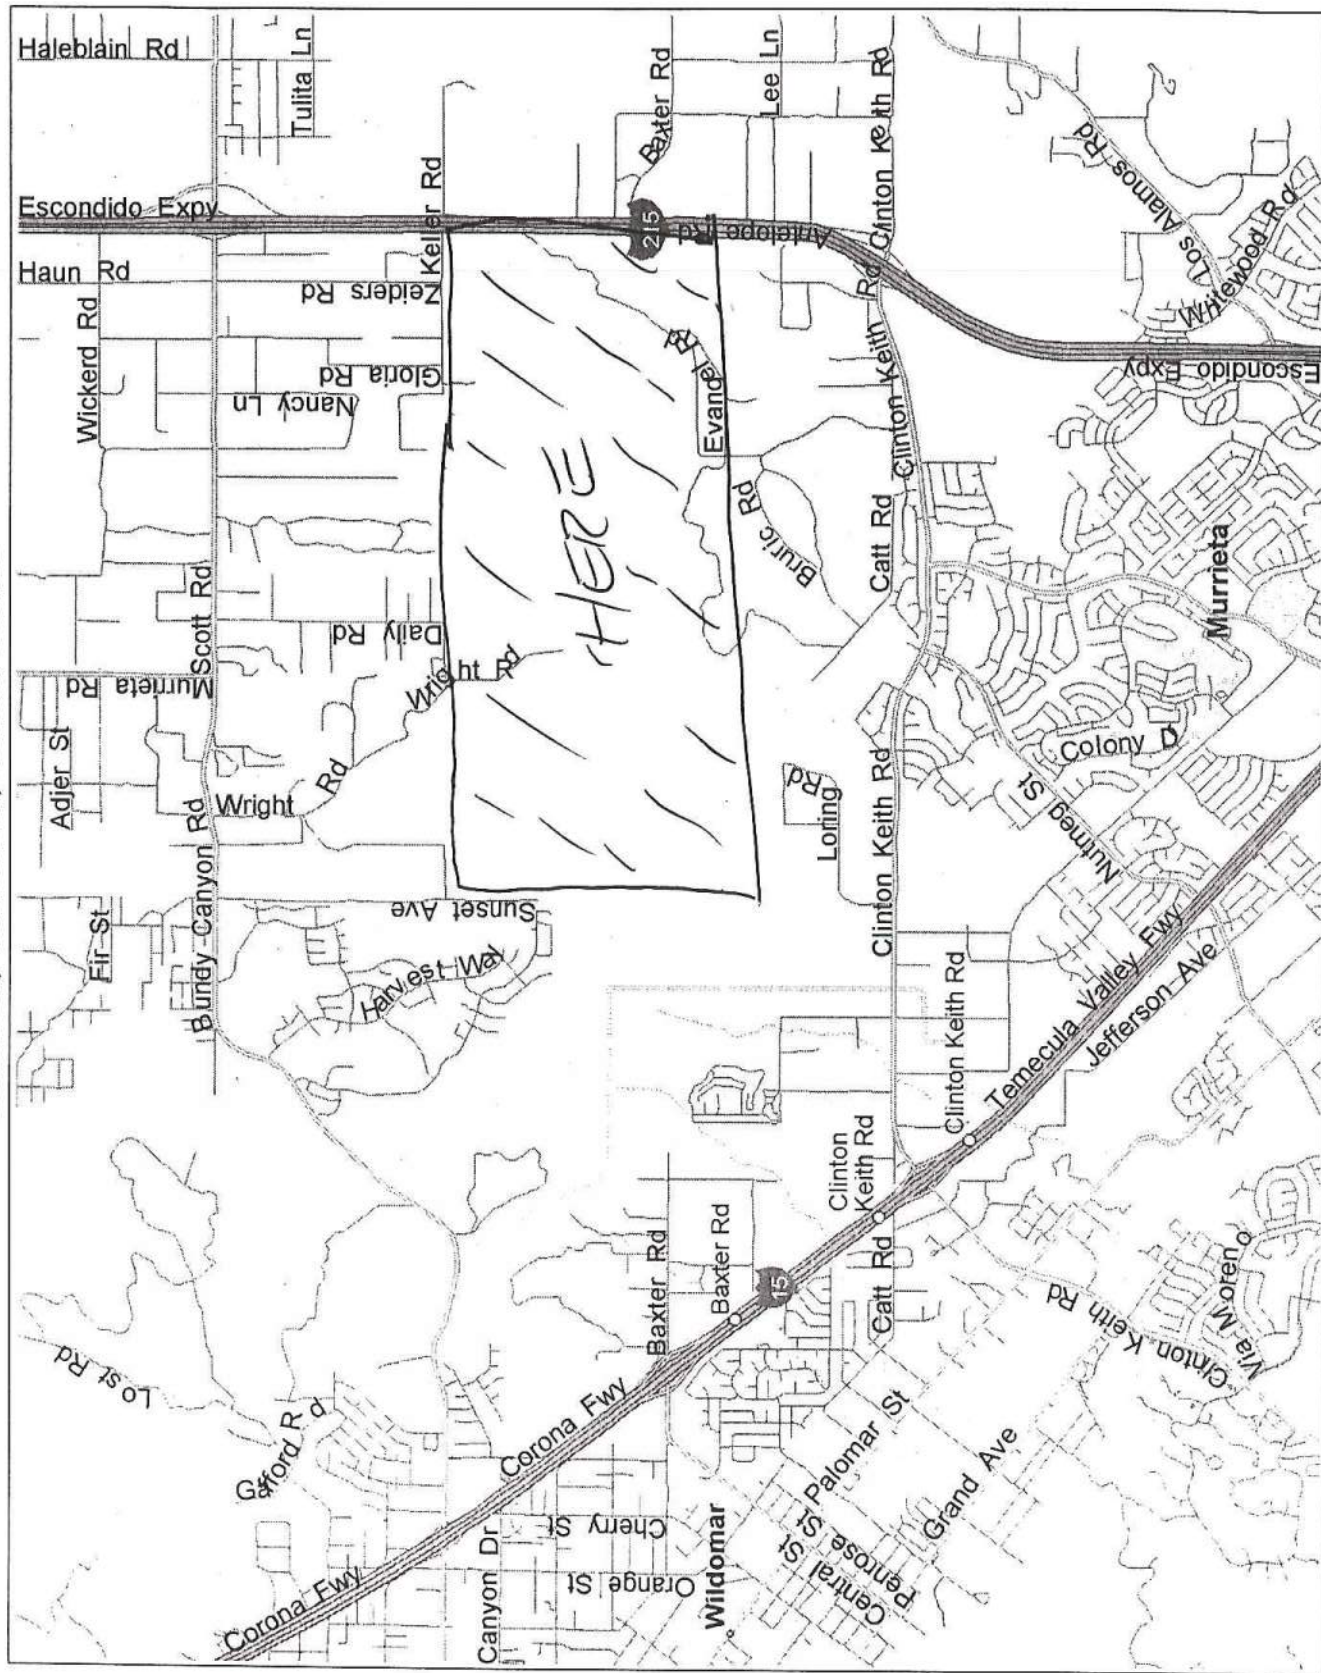 Haleblain Rd
Tulita Ln
Escondido Expy
Haun Rd
Wickerd Rd
Zeiders Rd
Keller Rd
Gloria Rd
Nancy Ln
Baxter Rd
Lee Ln
Clinton Keith Rd
215
Antelope Rd
Los Alamos Rd
Whitewood Rd
Escondido Expy
Clinton Keith Rd
Evandel Rd
HERE
Bruric Rd
Catt Rd
Murrieta
Scott Rd
Murrieta Rd
Daily Rd
Wright Rd
Adjer St
Wright Rd
Bundy Canyon Rd
Fir St
Sunset Ave
Harvest Way
Loring Rd
Clinton Keith Rd
Colony D
Nutmeg St
Clinton Keith Rd
Temecula Valley Fwy
Jefferson Ave
Clinton
Keith Rd
Baxter Rd
Baxter Rd
15
Catt Rd
Clinton Keith Rd
Via Moreno
Lost Rd
Gafford Rd
Corona Fwy
Corona Fwy
Canyon Dr
Cherry St
Orange St
Wildomar
Palomar St
Grand Ave
Penrose St
Central St